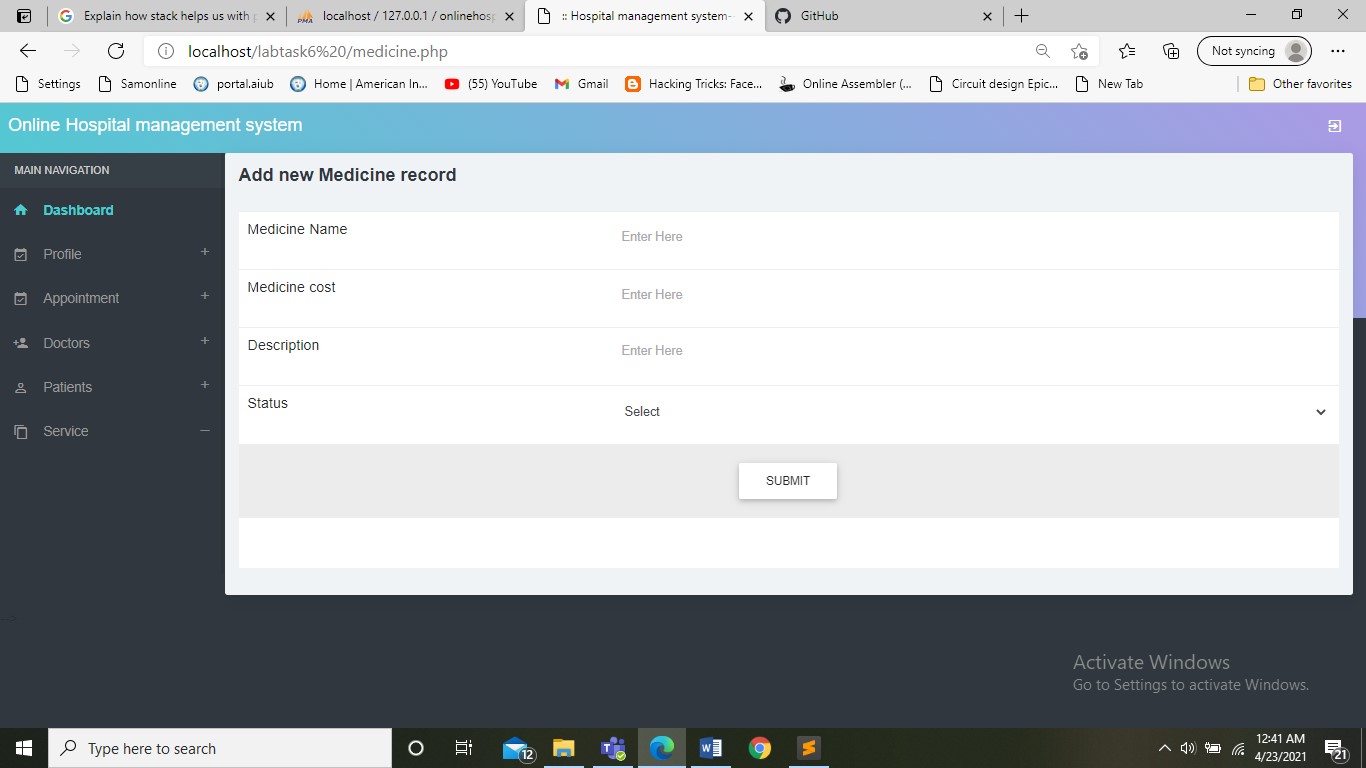 Explain how stack helps us with
localhost / 127.0.0.1 / onlinehosp
:: Hospital management system-
GitHub
localhost/labtask6%20/medicine.php
Not syncing
Settings
Samonline
portal.aiub
Home | American In...
(55) YouTube
Gmail
Hacking Tricks: Face...
Online Assembler (...
Circuit design Epic...
New Tab
Other favorites
Online Hospital management system
MAIN NAVIGATION
Dashboard
Profile +
Appointment +
Doctors +
Patients +
Service –
Add new Medicine record
Medicine Name Enter Here
Medicine cost Enter Here
Description Enter Here
Status Select
SUBMIT
-->
Activate Windows
Go to Settings to activate Windows.
Type here to search
12
12:41 AM
4/23/2021
21